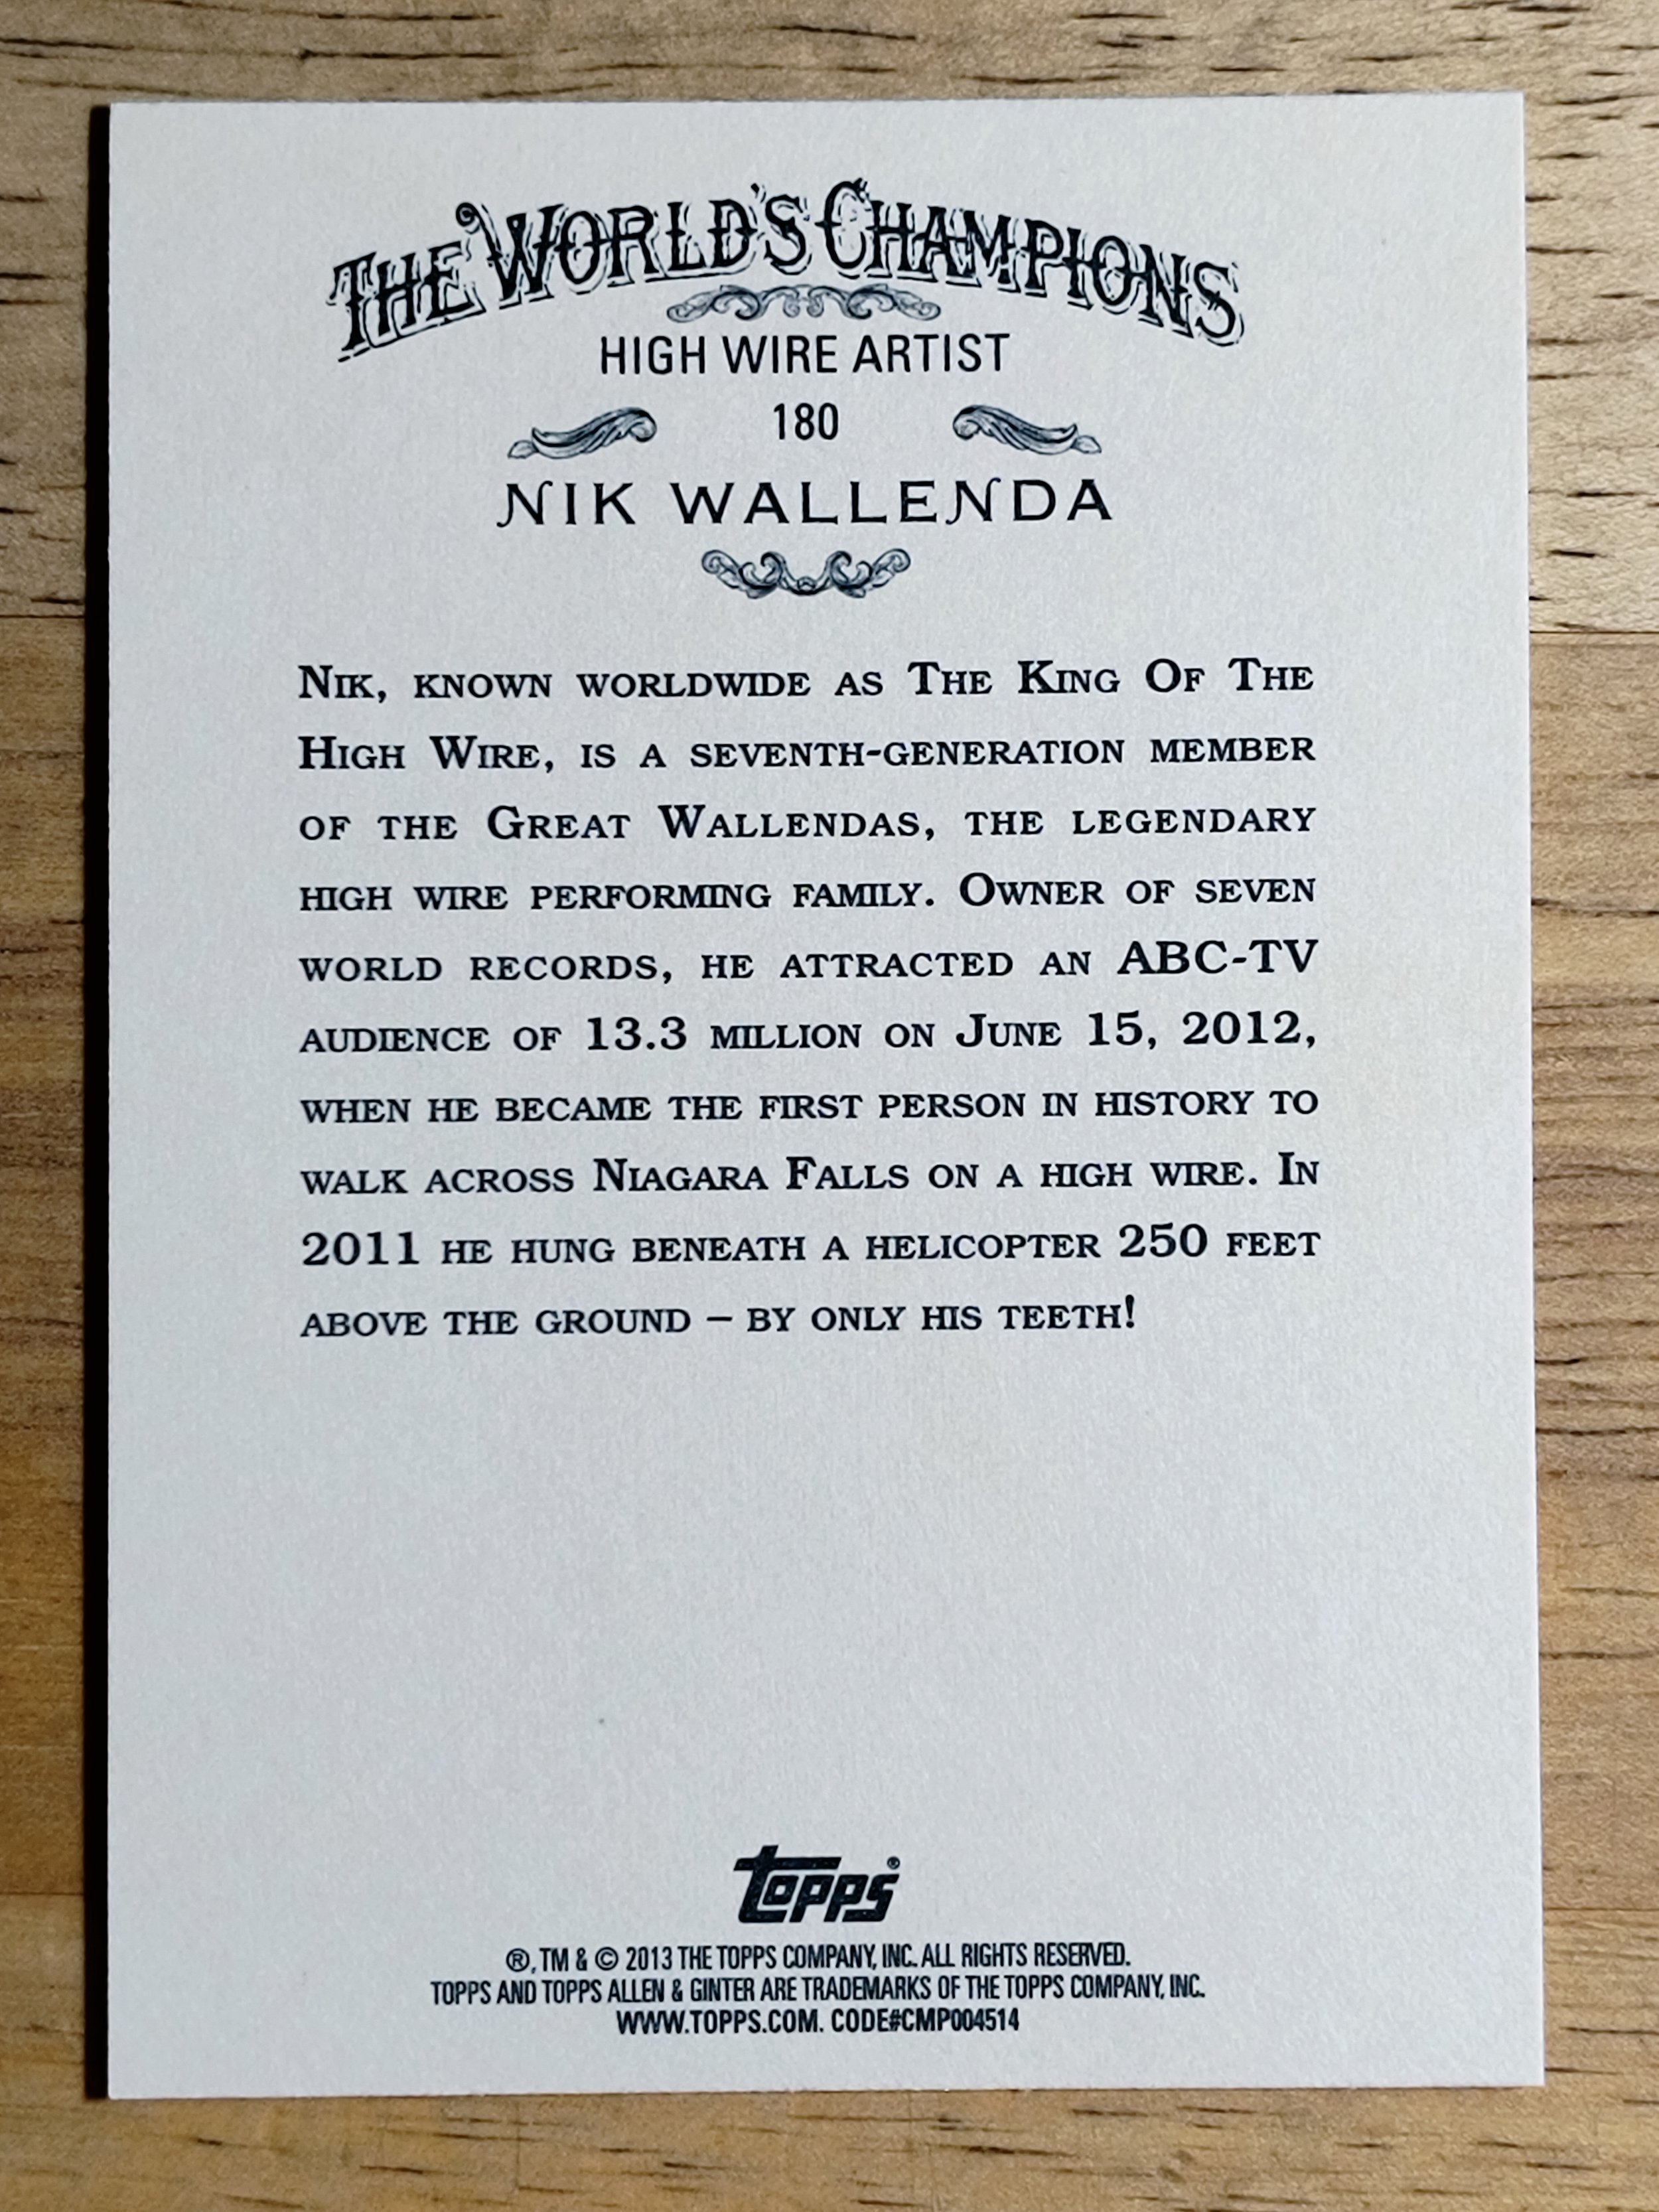 THE WORLD'S CHAMPIONS
HIGH WIRE ARTIST
180
NIK WALLENDA
NIK, KNOWN WORLDWIDE AS THE KING OF THE
HIGH WIRE, IS A SEVENTH-GENERATION MEMBER
OF THE GREAT WALLENDAS, THE LEGENDARY
HIGH WIRE PERFORMING FAMILY. OWNER OF SEVEN
WORLD RECORDS, HE ATTRACTED AN ABC-TV
AUDIENCE OF 13.3 MILLION ON JUNE 15, 2012,
WHEN HE BECAME THE FIRST PERSON IN HISTORY TO
WALK ACROSS NIAGARA FALLS ON A HIGH WIRE. IN
2011 HE HUNG BENEATH A HELICOPTER 250 FEET
ABOVE THE GROUND – BY ONLY HIS TEETH!
topps®
®, TM & © 2013 THE TOPPS COMPANY, INC. ALL RIGHTS RESERVED.
TOPPS AND TOPPS ALLEN & GINTER ARE TRADEMARKS OF THE TOPPS COMPANY, INC.
WWW.TOPPS.COM. CODE#CMP004514